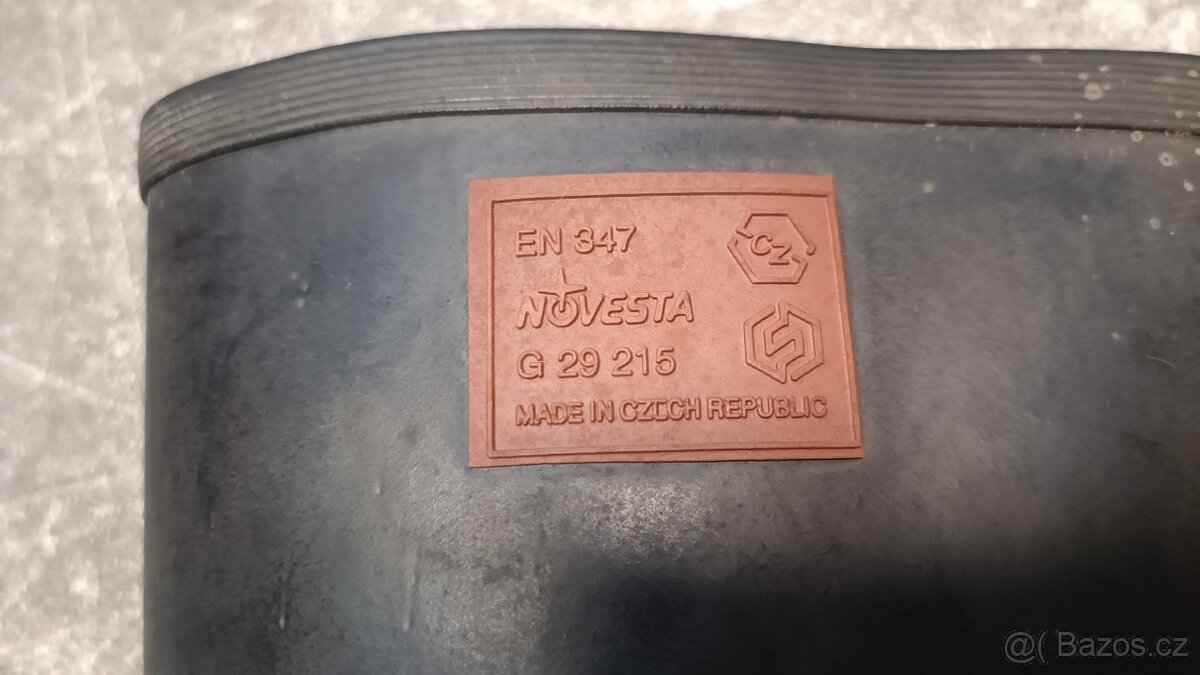 EN 347
CZ
NOVESTA
G 29 215
MADE IN CZECH REPUBLIC
@( Bazos.cz